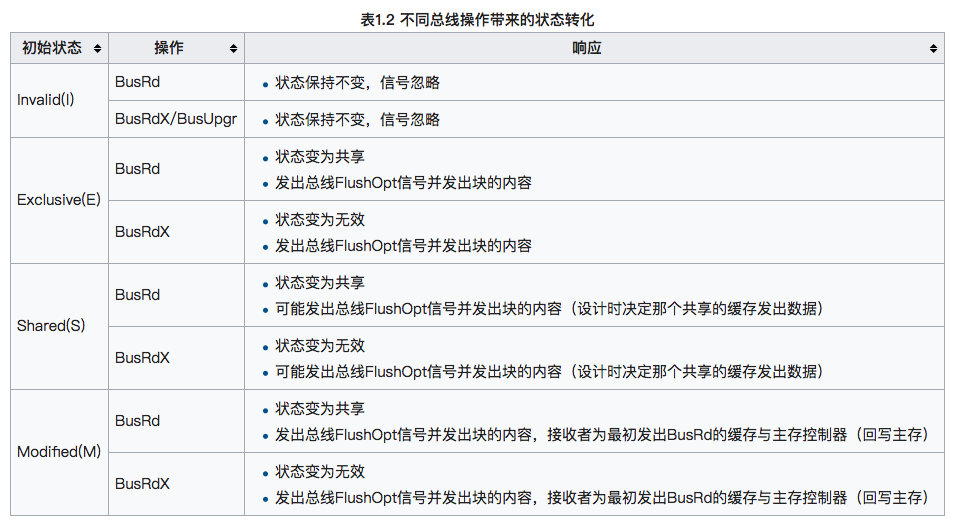 表1.2 不同总线操作带来的状态转化
初始状态 操作 响应
Invalid(I)
BusRd
状态保持不变，信号忽略
BusRdX/BusUpgr
状态保持不变，信号忽略
Exclusive(E)
BusRd
状态变为共享
发出总线FlushOpt信号并发出块的内容
BusRdX
状态变为无效
发出总线FlushOpt信号并发出块的内容
Shared(S)
BusRd
状态变为共享
可能发出总线FlushOpt信号并发出块的内容（设计时决定那个共享的缓存发出数据）
BusRdX
状态变为无效
可能发出总线FlushOpt信号并发出块的内容（设计时决定那个共享的缓存发出数据）
Modified(M)
BusRd
状态变为共享
发出总线FlushOpt信号并发出块的内容，接收者为最初发出BusRd的缓存与主存控制器（回写主存）
BusRdX
状态变为无效
发出总线FlushOpt信号并发出块的内容，接收者为最初发出BusRd的缓存与主存控制器（回写主存）